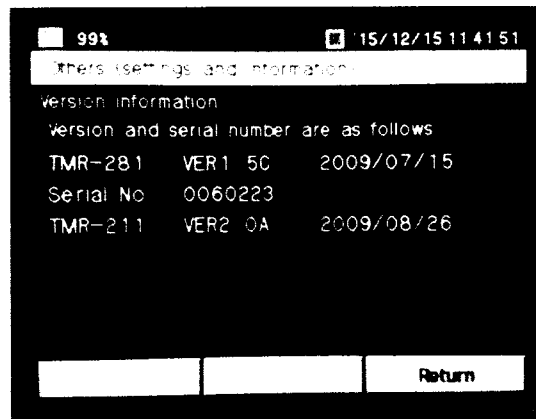 99% '15/12/15 11:41:51
Others (settings and information)
Version information
Version and serial number are as follows
TMR-281 VER1.5C 2009/07/15
Serial No 0060223
TMR-211 VER2.0A 2009/08/26
Return